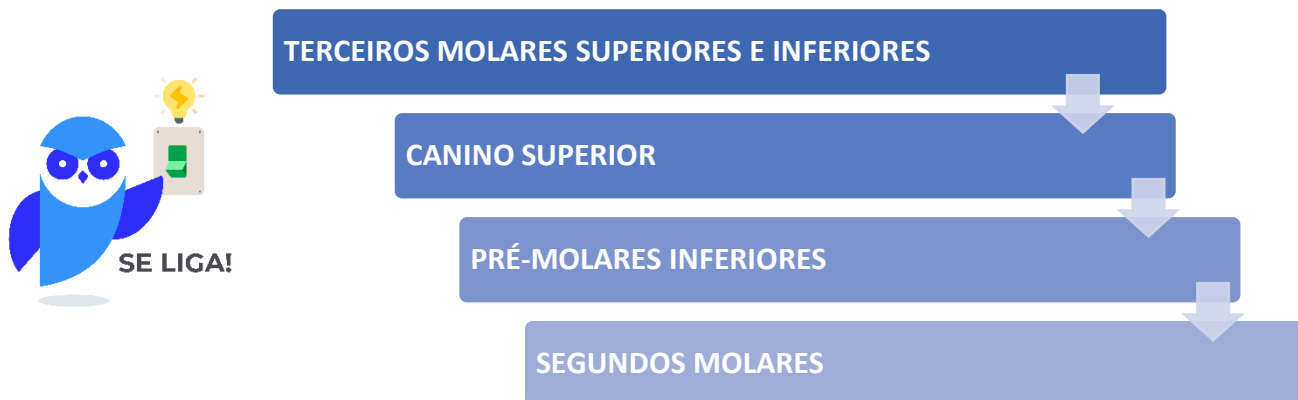 TERCEIROS MOLARES SUPERIORES E INFERIORES
CANINO SUPERIOR
PRÉ-MOLARES INFERIORES
SEGUNDOS MOLARES
SE LIGA!